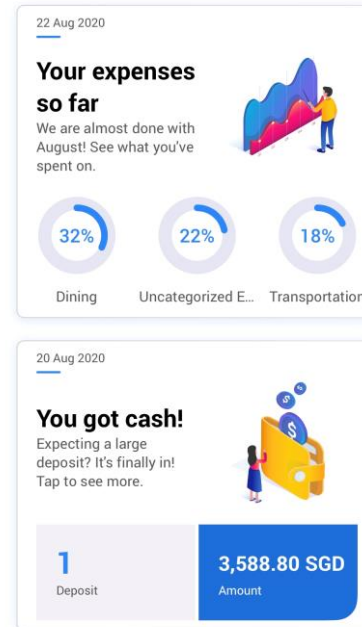 22 Aug 2020
Your expenses
so far
We are almost done with
August! See what you've
spent on.
32%
22%
18%
Dining
Uncategorized E...
Transportation
20 Aug 2020
You got cash!
Expecting a large
deposit? It's finally in!
Tap to see more.
$
$
$
1
Deposit
3,588.80 SGD
Amount